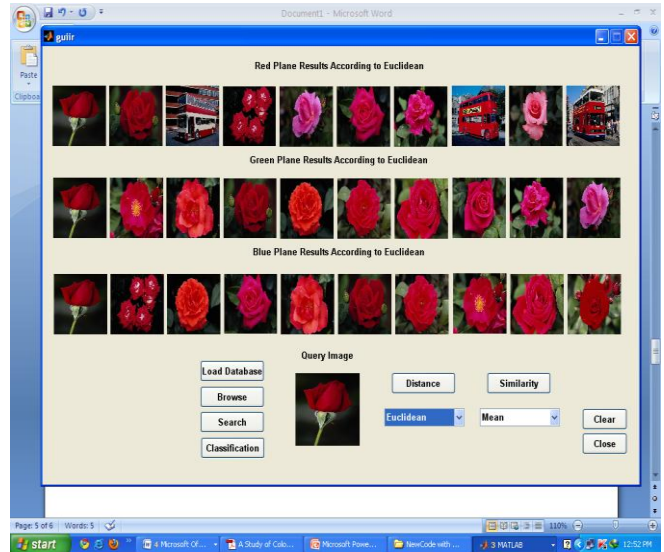 Document1 - Microsoft Word
Paste
Clipboa
gulir
Red Plane Results According to Euclidean
Green Plane Results According to Euclidean
Blue Plane Results According to Euclidean
Query Image
Load Database
Browse
Search
Classification
Distance
Similarity
Euclidean
Mean
Clear
Close
Page: 5 of 6 Words: 5 110%
start 4 Microsoft Of... A Study of Colo... Microsoft Powe... NewCode with ... 3 MATLAB 12:52 PM